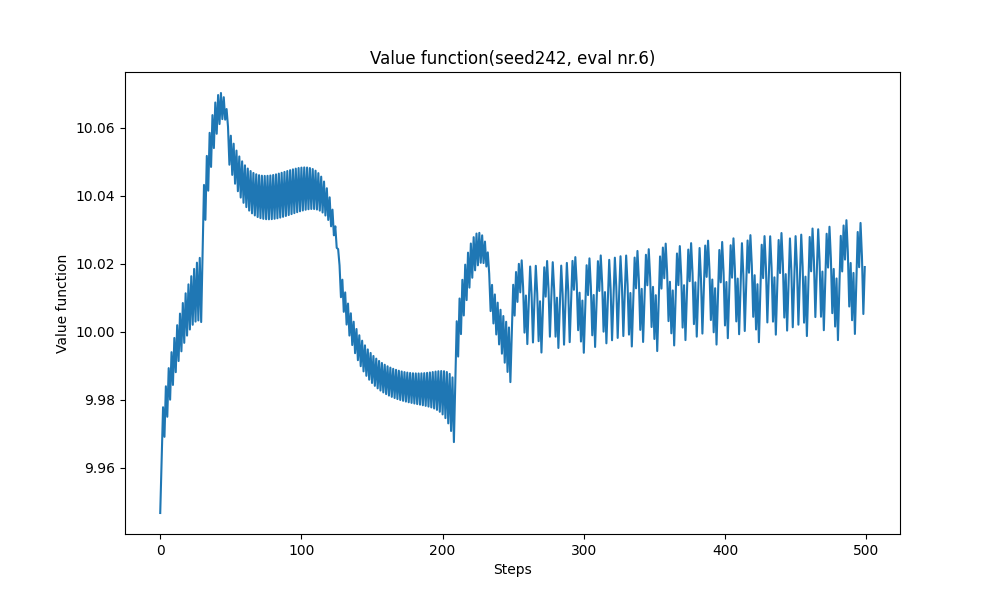 Value function(seed242, eval nr.6)
Value function
10.06
10.04
10.02
10.00
9.98
9.96
0 100 200 300 400 500
Steps